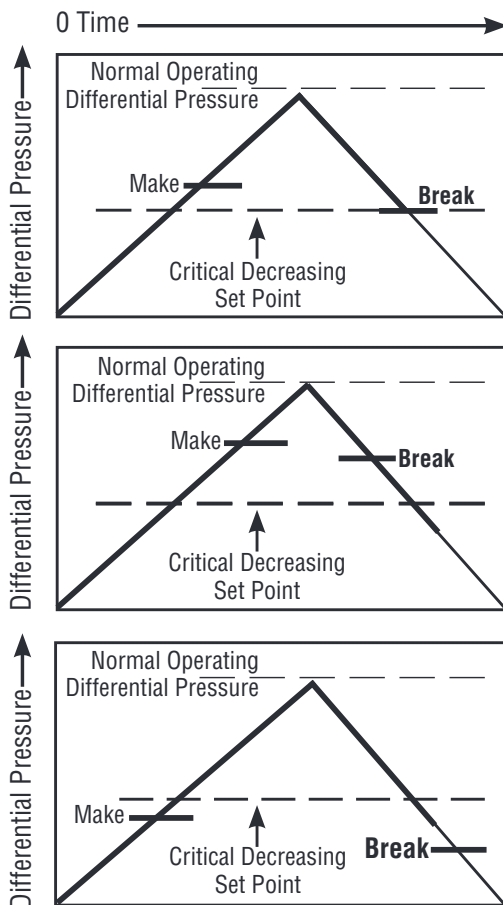 0 Time
Differential Pressure
Normal Operating
Differential Pressure
Make
Break
Critical Decreasing
Set Point
Differential Pressure
Normal Operating
Differential Pressure
Make
Break
Critical Decreasing
Set Point
Differential Pressure
Normal Operating
Differential Pressure
Make
Break
Critical Decreasing
Set Point